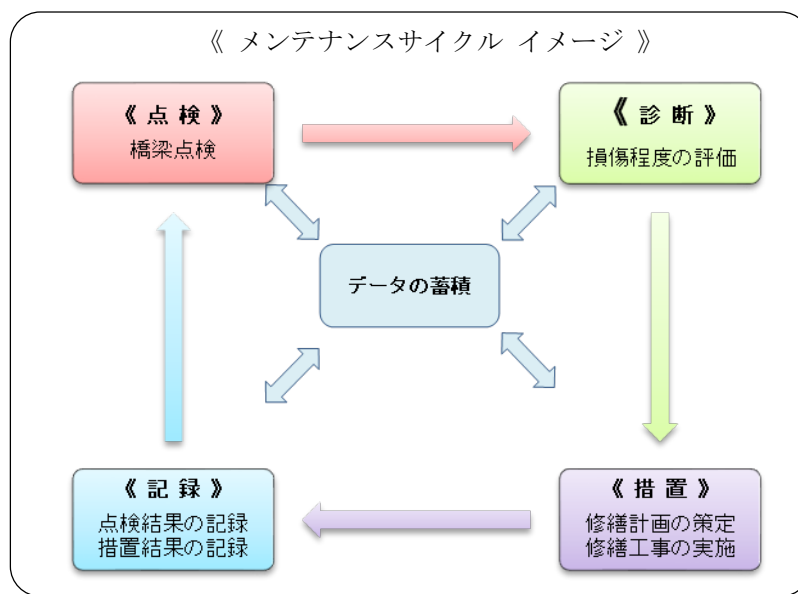 《 メンテナンスサイクル イメージ 》
《 点 検 》
橋梁点検
《 診 断 》
損傷程度の評価
データの蓄積
《 記 録 》
点検結果の記録
措置結果の記録
《 措 置 》
修繕計画の策定
修繕工事の実施